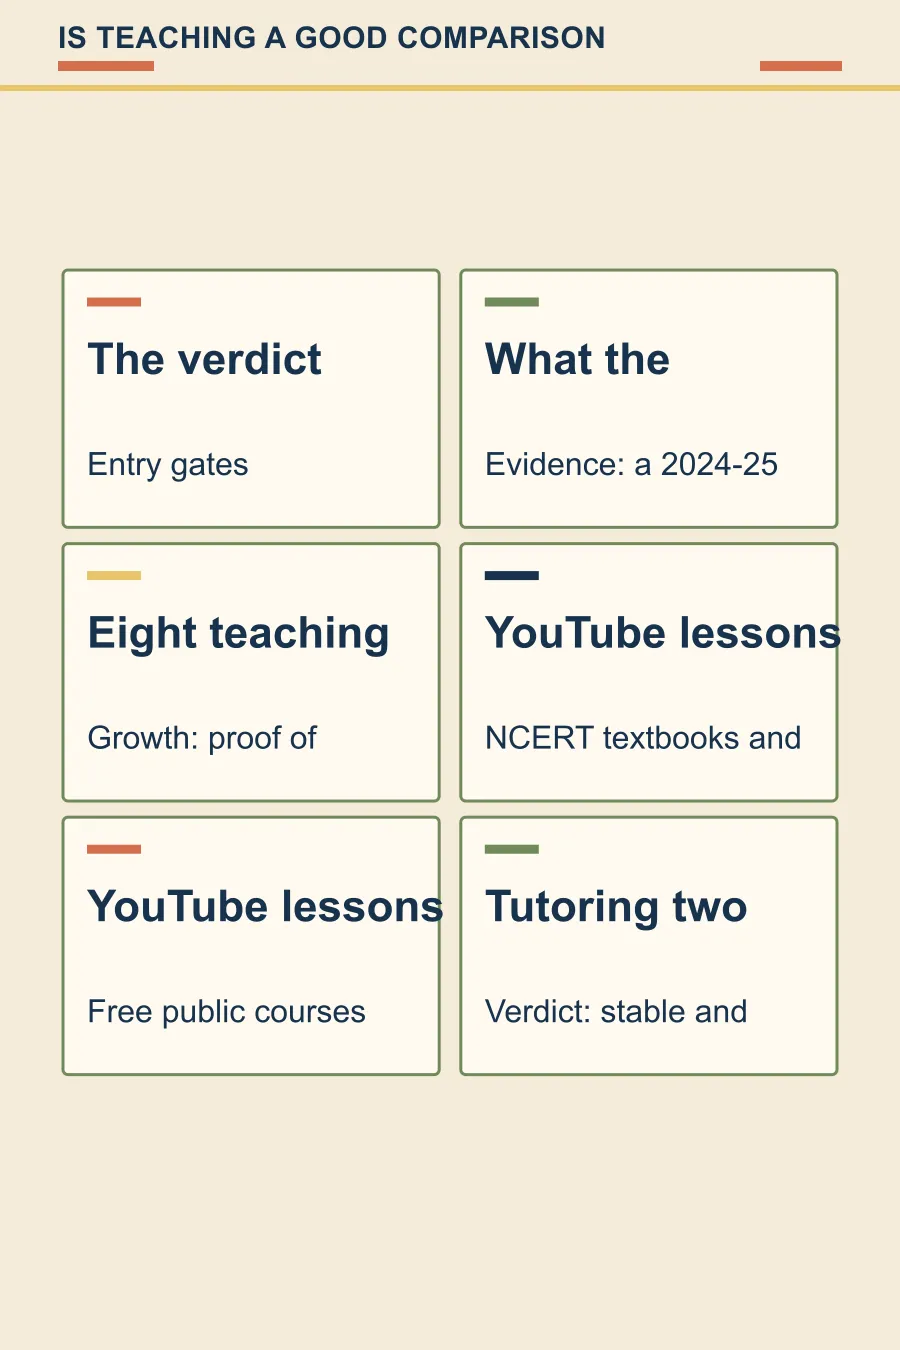 IS TEACHING A GOOD COMPARISON
The verdict
Entry gates
What the
Evidence: a 2024-25
Eight teaching
Growth: proof of
YouTube lessons
NCERT textbooks and
YouTube lessons
Free public courses
Tutoring two
Verdict: stable and